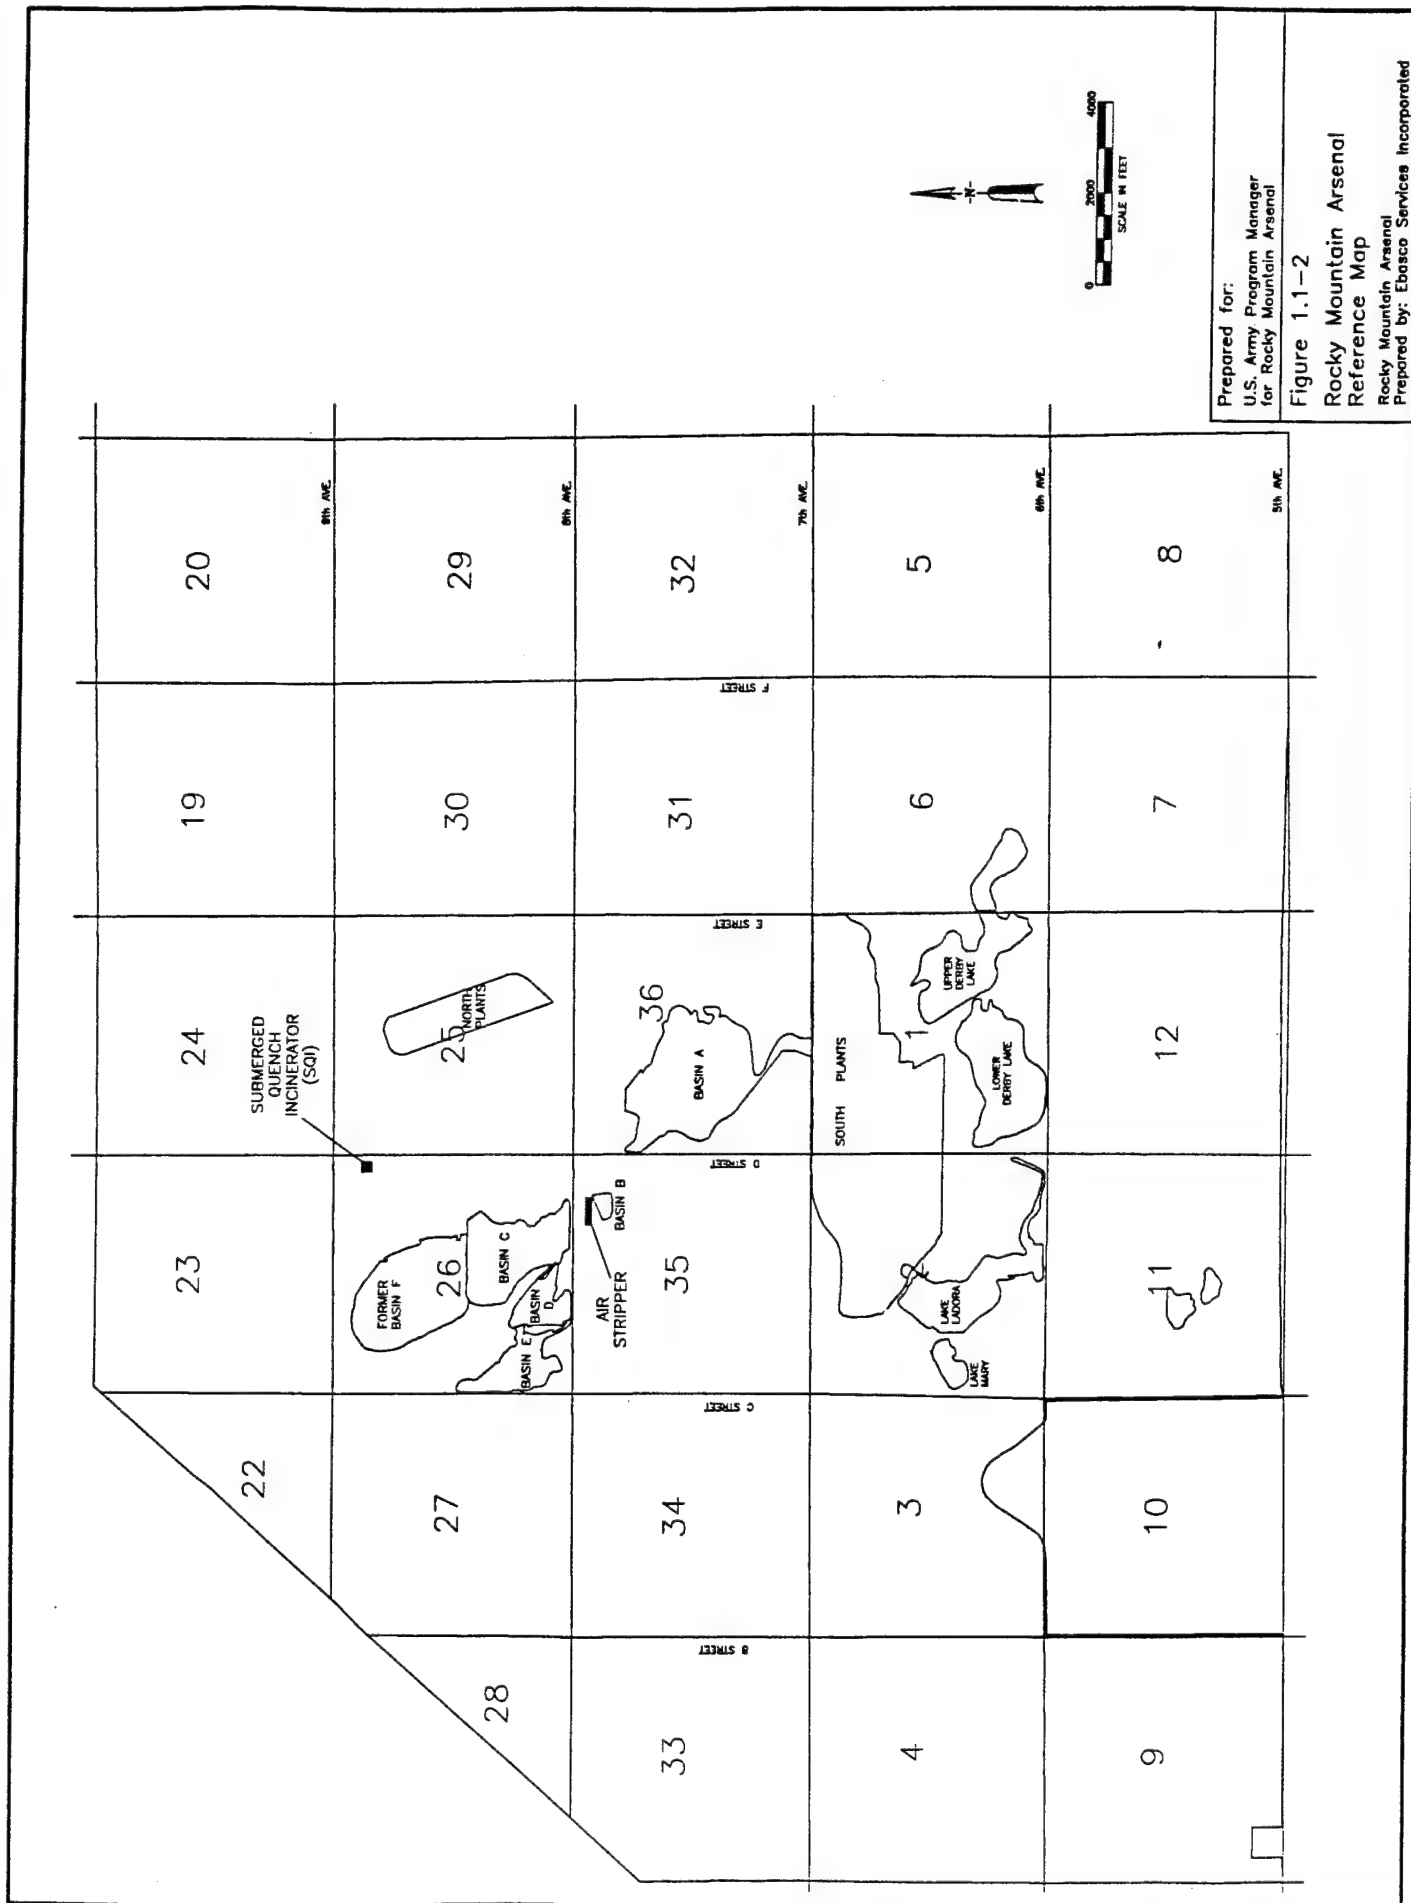 23
24
19
20
22
SUBMERGED
QUENCH
INCINERATOR
(SQI)
9th AVE.
28
27
26
25
30
29
FORMER
BASIN F
BASIN C
BASIN
D
BASIN E
NORTH
PLANTS
8th AVE.
AIR
STRIPPER
BASIN B
33
34
35
36
31
32
BASIN A
B STREET
C STREET
D STREET
E STREET
F STREET
7th AVE.
SOUTH PLANTS
4
3
2
1
6
5
LAKE
LADORA
LAKE
MARY
LOWER
DERBY LAKE
UPPER
DERBY
LAKE
6th AVE.
9
10
11
12
7
8
5th AVE.
-N-
0 2000 4000
SCALE IN FEET
Prepared for:
U.S. Army Program Manager
for Rocky Mountain Arsenal
Figure 1.1-2
Rocky Mountain Arsenal
Reference Map
Rocky Mountain Arsenal
Prepared by: Ebasco Services Incorporated